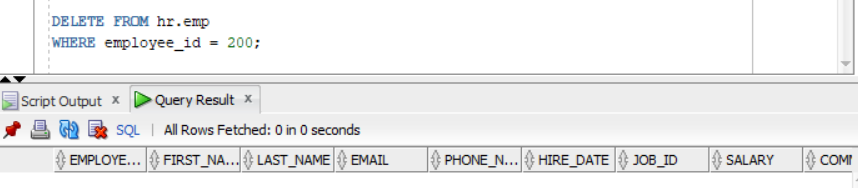 DELETE FROM hr.emp
WHERE employee_id = 200;
Script Output x Query Result x
SQL | All Rows Fetched: 0 in 0 seconds
EMPLOYE... FIRST_NA... LAST_NAME EMAIL PHONE_N... HIRE_DATE JOB_ID SALARY COMM